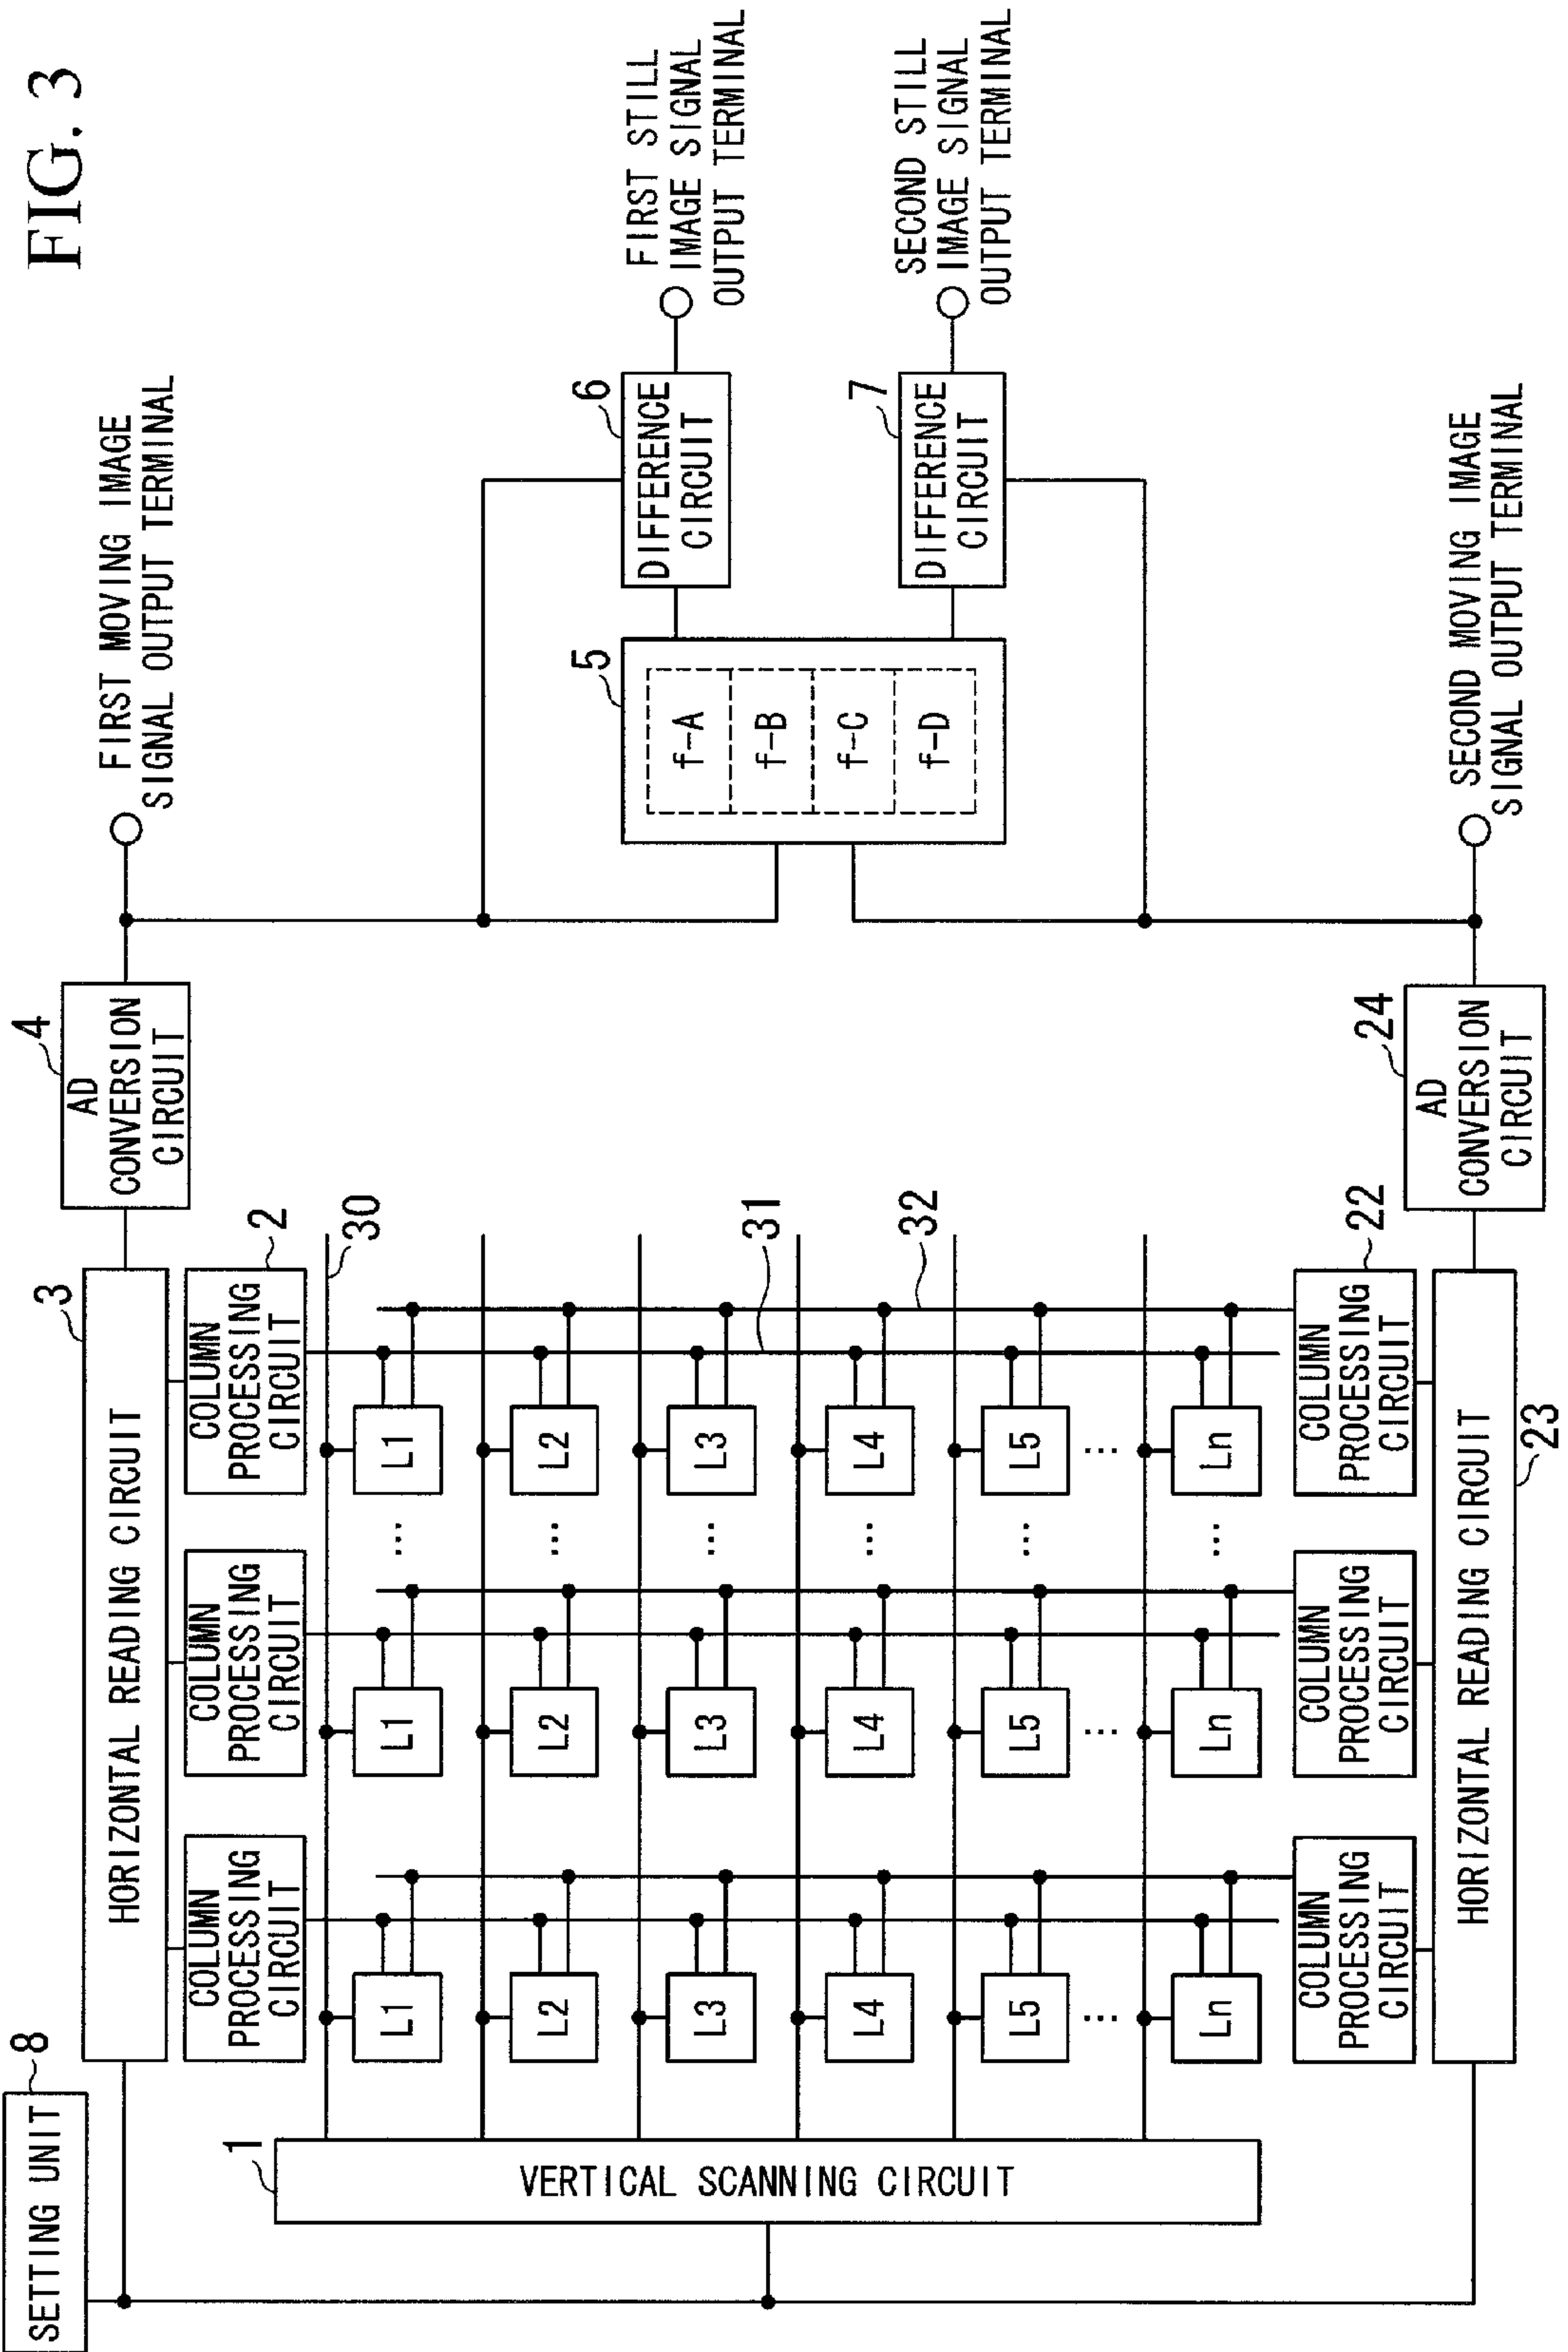 FIG. 3
SETTING UNIT
8
HORIZONTAL READING CIRCUIT
3
AD
CONVERSION
CIRCUIT
4
FIRST MOVING IMAGE
SIGNAL OUTPUT TERMINAL
COLUMN
PROCESSING
CIRCUIT
COLUMN
PROCESSING
CIRCUIT
COLUMN
PROCESSING
CIRCUIT
2
30
1
VERTICAL SCANNING CIRCUIT
L1
L1
...
L1
L2
L2
...
L2
L3
L3
...
L3
31
L4
L4
...
L4
32
L5
L5
...
L5
...
...
...
Ln
Ln
...
Ln
5
f-A
f-B
f-C
f-D
6
DIFFERENCE
CIRCUIT
FIRST STILL
IMAGE SIGNAL
OUTPUT TERMINAL
7
DIFFERENCE
CIRCUIT
SECOND STILL
IMAGE SIGNAL
OUTPUT TERMINAL
COLUMN
PROCESSING
CIRCUIT
COLUMN
PROCESSING
CIRCUIT
COLUMN
PROCESSING
CIRCUIT
22
HORIZONTAL READING CIRCUIT
23
AD
CONVERSION
CIRCUIT
24
SECOND MOVING IMAGE
SIGNAL OUTPUT TERMINAL